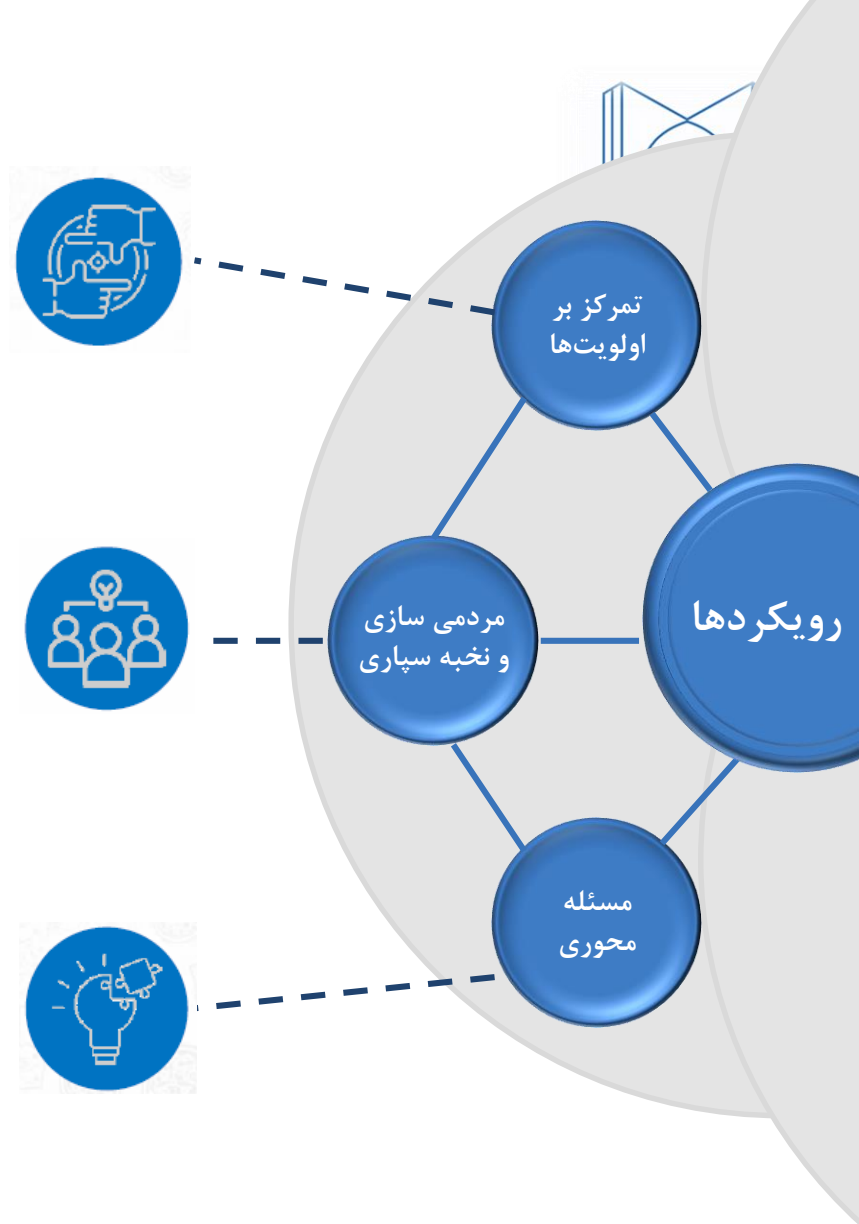 تمرکز بر
اولویت‌ها
رویکردها
مردمی سازی
و نخبه سپاری
مسئله
محوری